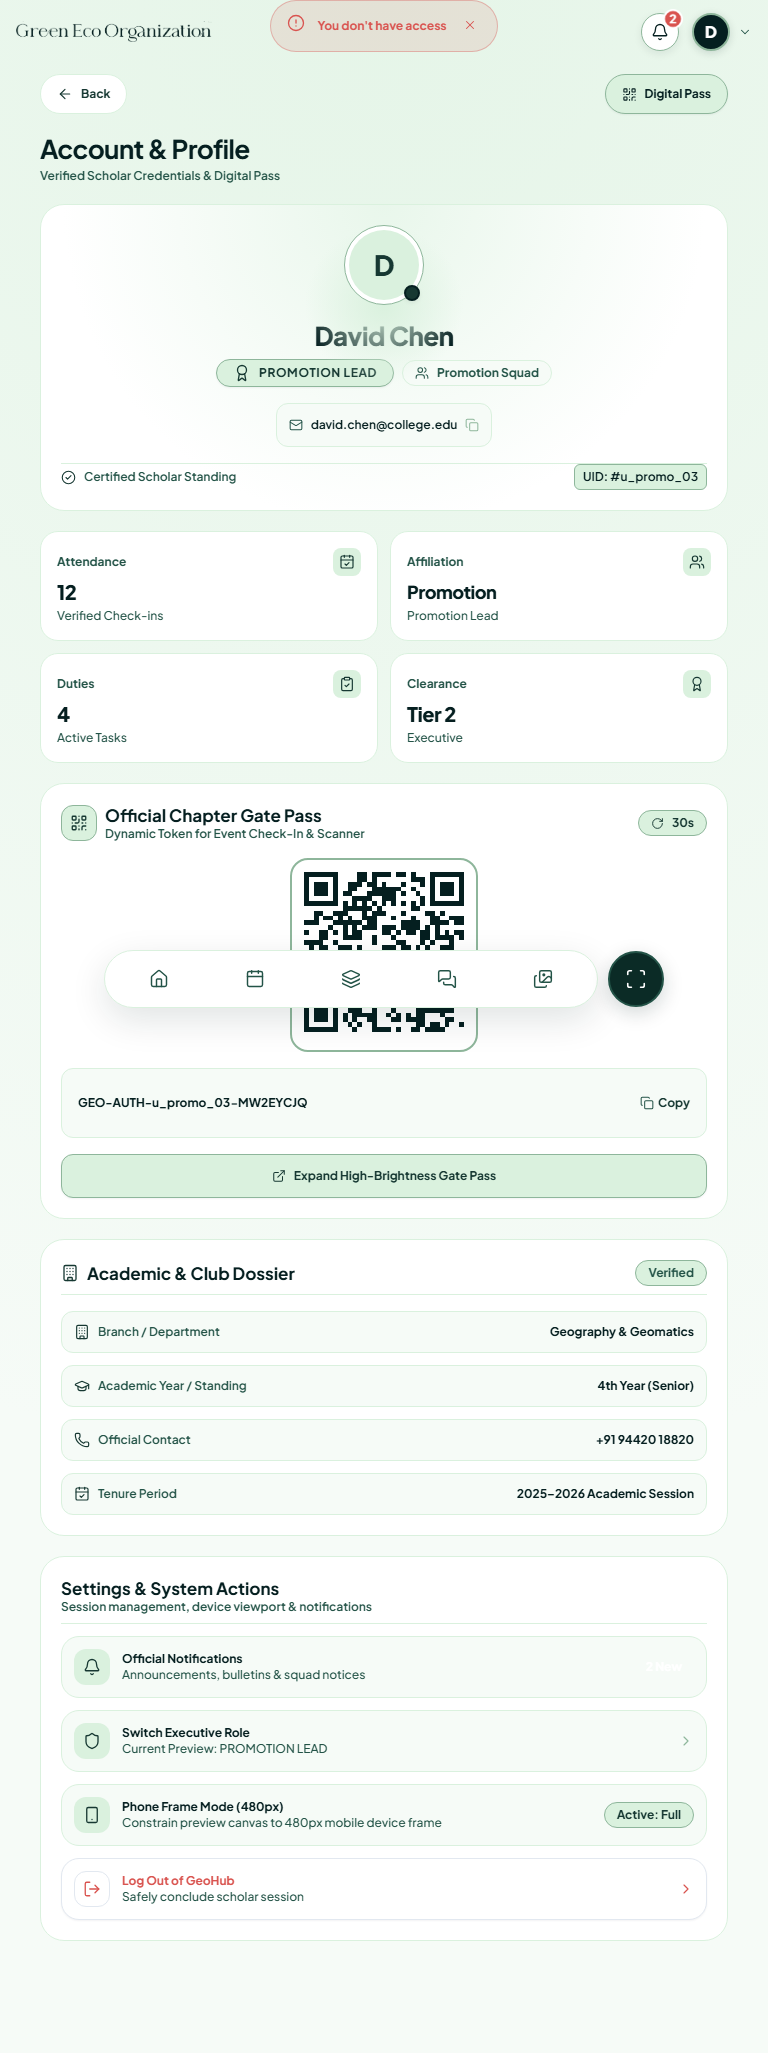 Green Eco Organization
You don't have access
2
D
Back
Digital Pass
Account & Profile
Verified Scholar Credentials & Digital Pass
D
David Chen
PROMOTION LEAD
Promotion Squad
david.chen@college.edu
Certified Scholar Standing
UID: #u_promo_03
Attendance
12
Verified Check-ins
Affiliation
Promotion
Promotion Lead
Duties
4
Active Tasks
Clearance
Tier 2
Executive
Official Chapter Gate Pass
Dynamic Token for Event Check-In & Scanner
30s
GEO-AUTH-u_promo_03-MW2EYCJQ
Copy
Expand High-Brightness Gate Pass
Academic & Club Dossier
Verified
Branch / Department
Geography & Geomatics
Academic Year / Standing
4th Year (Senior)
Official Contact
+91 94420 18820
Tenure Period
2025–2026 Academic Session
Settings & System Actions
Session management, device viewport & notifications
Official Notifications
Announcements, bulletins & squad notices
2 New
Switch Executive Role
Current Preview: PROMOTION LEAD
Phone Frame Mode (480px)
Constrain preview canvas to 480px mobile device frame
Active: Full
Log Out of GeoHub
Safely conclude scholar session